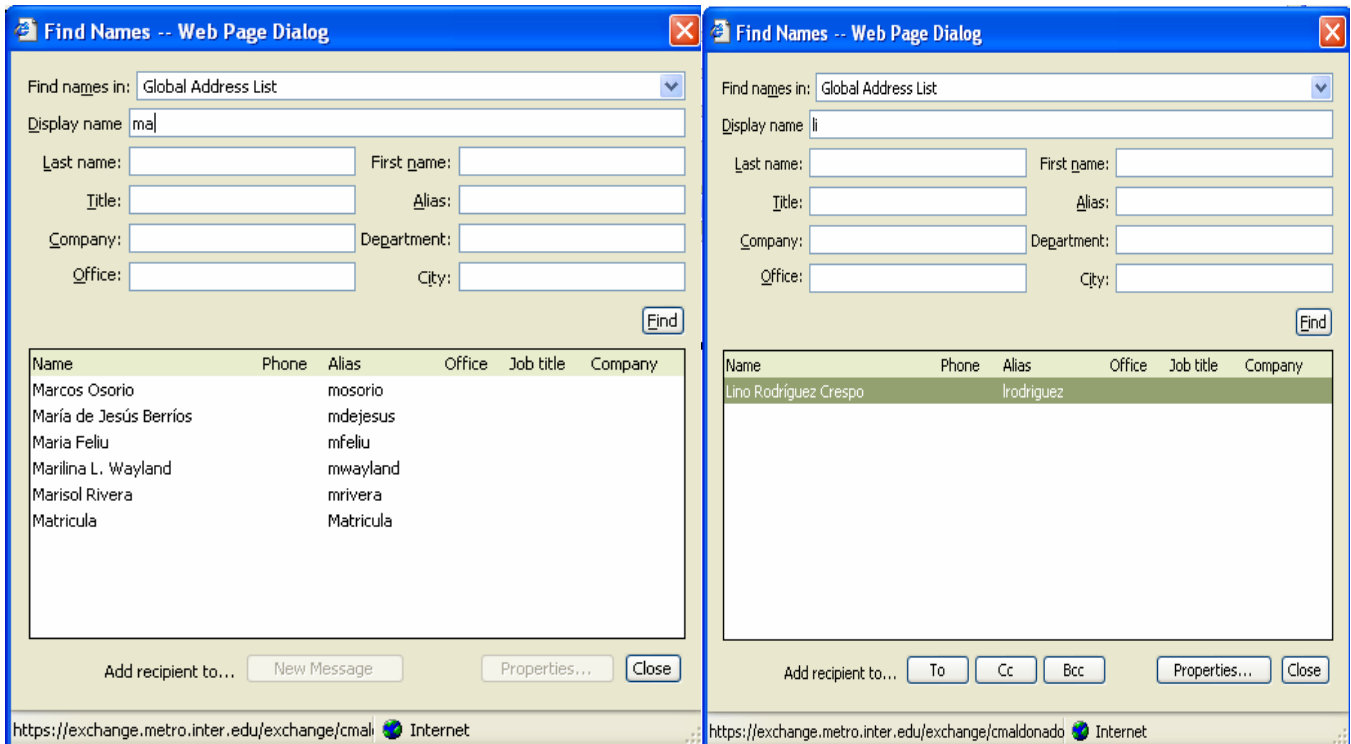 Find Names -- Web Page Dialog
Find names in: Global Address List
Display name ma
Last name: First name:
Title: Alias:
Company: Department:
Office: City:
Find
Name Phone Alias Office Job title Company
Marcos Osorio mosorio
María de Jesús Berríos mdejesus
Maria Feliu mfeliu
Marilina L. Wayland mwayland
Marisol Rivera mrivera
Matricula Matricula
Add recipient to... New Message Properties... Close
https://exchange.metro.inter.edu/exchange/cmal Internet
Find Names -- Web Page Dialog
Find names in: Global Address List
Display name li
Last name: First name:
Title: Alias:
Company: Department:
Office: City:
Find
Name Phone Alias Office Job title Company
Lino Rodríguez Crespo lrodriguez
Add recipient to... To Cc Bcc Properties... Close
https://exchange.metro.inter.edu/exchange/cmaldonado Internet